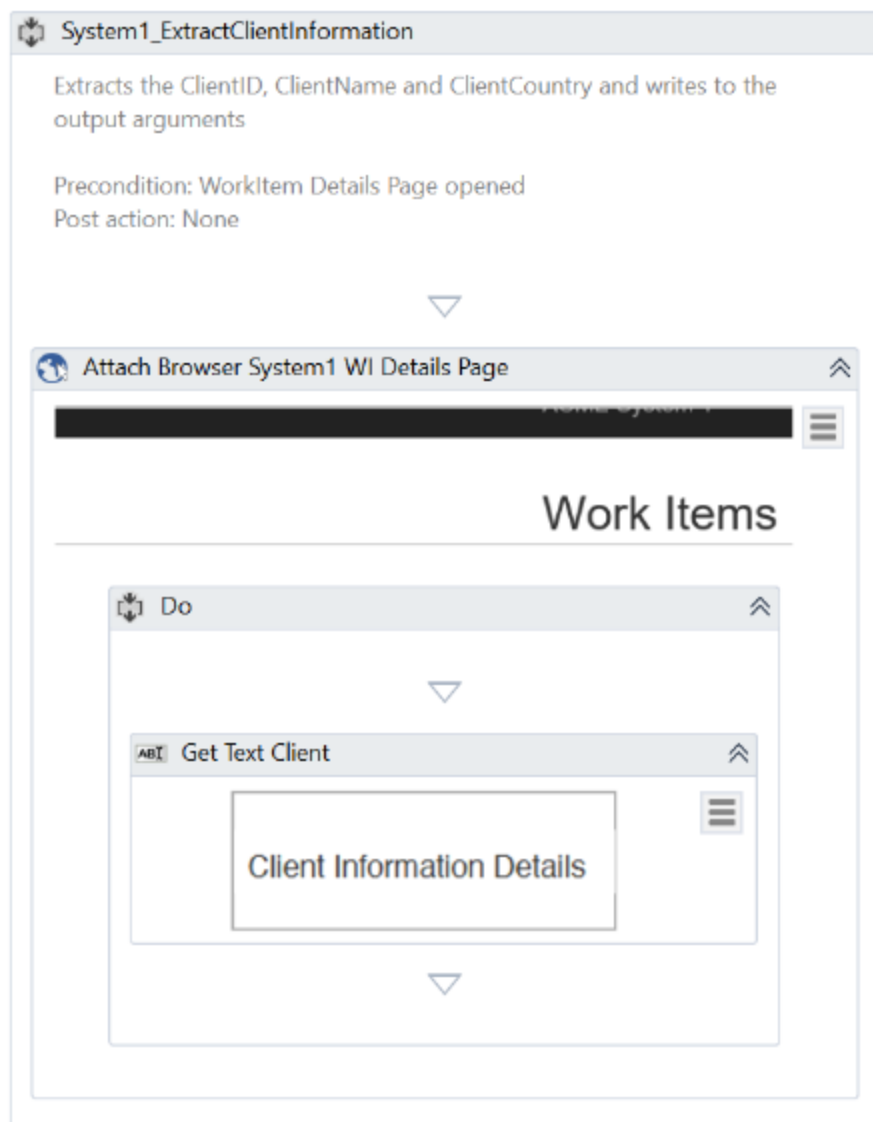 System1_ExtractClientInformation
Extracts the ClientID, ClientName and ClientCountry and writes to the
output arguments
Precondition: WorkItem Details Page opened
Post action: None
Attach Browser System1 WI Details Page
Work Items
Do
ABI Get Text Client
Client Information Details